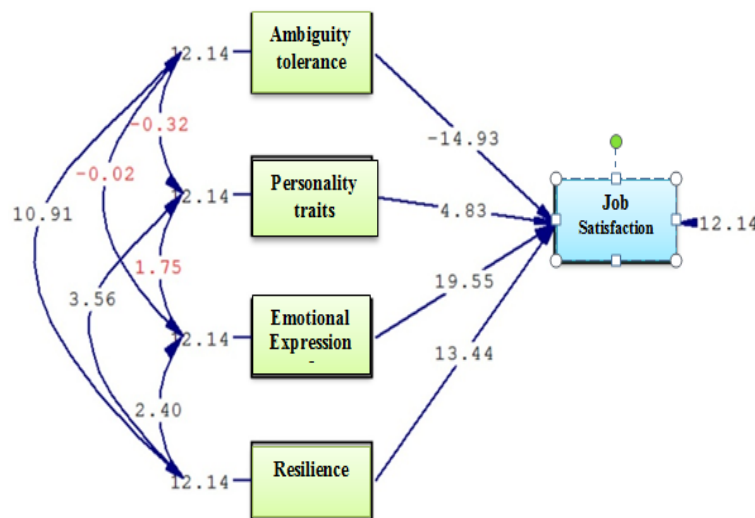 12.14
Ambiguity
tolerance
-0.32
-14.93
-0.02
12.14
Personality
traits
4.83
Job
Satisfaction
12.14
10.91
1.75
3.56
19.55
12.14
Emotional
Expression
-
13.44
2.40
12.14
Resilience